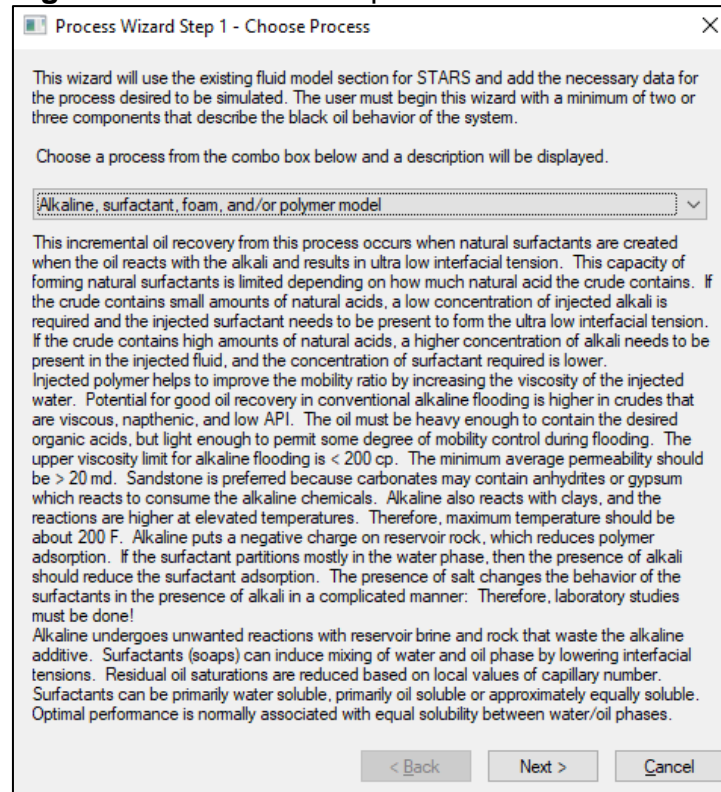 Process Wizard Step 1 - Choose Process
This wizard will use the existing fluid model section for STARS and add the necessary data for
the process desired to be simulated. The user must begin this wizard with a minimum of two or
three components that describe the black oil behavior of the system.
Choose a process from the combo box below and a description will be displayed.
Alkaline, surfactant, foam, and/or polymer model
This incremental oil recovery from this process occurs when natural surfactants are created
when the oil reacts with the alkali and results in ultra low interfacial tension. This capacity of
forming natural surfactants is limited depending on how much natural acid the crude contains. If
the crude contains small amounts of natural acids, a low concentration of injected alkali is
required and the injected surfactant needs to be present to form the ultra low interfacial tension.
If the crude contains high amounts of natural acids, a higher concentration of alkali needs to be
present in the injected fluid, and the concentration of surfactant required is lower.
Injected polymer helps to improve the mobility ratio by increasing the viscosity of the injected
water. Potential for good oil recovery in conventional alkaline flooding is higher in crudes that
are viscous, napthenic, and low API. The oil must be heavy enough to contain the desired
organic acids, but light enough to permit some degree of mobility control during flooding. The
upper viscosity limit for alkaline flooding is < 200 cp. The minimum average permeability should
be > 20 md. Sandstone is preferred because carbonates may contain anhydrites or gypsum
which reacts to consume the alkaline chemicals. Alkaline also reacts with clays, and the
reactions are higher at elevated temperatures. Therefore, maximum temperature should be
about 200 F. Alkaline puts a negative charge on reservoir rock, which reduces polymer
adsorption. If the surfactant partitions mostly in the water phase, then the presence of alkali
should reduce the surfactant adsorption. The presence of salt changes the behavior of the
surfactants in the presence of alkali in a complicated manner: Therefore, laboratory studies
must be done!
Alkaline undergoes unwanted reactions with reservoir brine and rock that waste the alkaline
additive. Surfactants (soaps) can induce mixing of water and oil phase by lowering interfacial
tensions. Residual oil saturations are reduced based on local values of capillary number.
Surfactants can be primarily water soluble, primarily oil soluble or approximately equally soluble.
Optimal performance is normally associated with equal solubility between water/oil phases.
< Back Next > Cancel